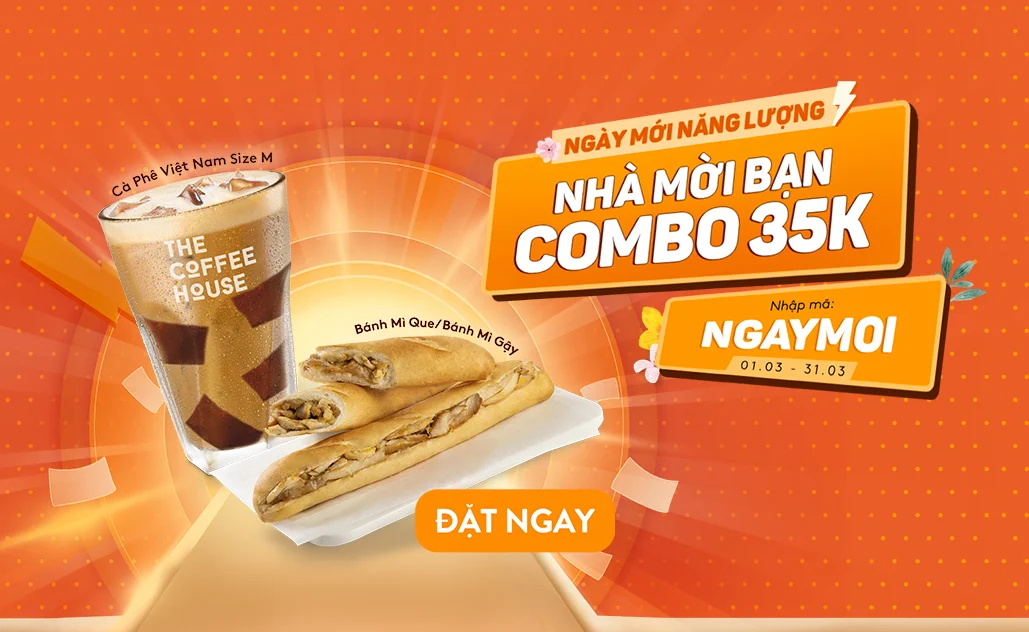 Cà Phê Việt Nam Size M
THE
COFFEE
HOUSE
Bánh Mì Que/Bánh Mì Gậy
NGÀY MỚI NĂNG LƯỢNG
NHÀ MỜI BẠN
COMBO 35K
Nhập mã:
NGAYMOI
01.03 - 31.03
ĐẶT NGAY